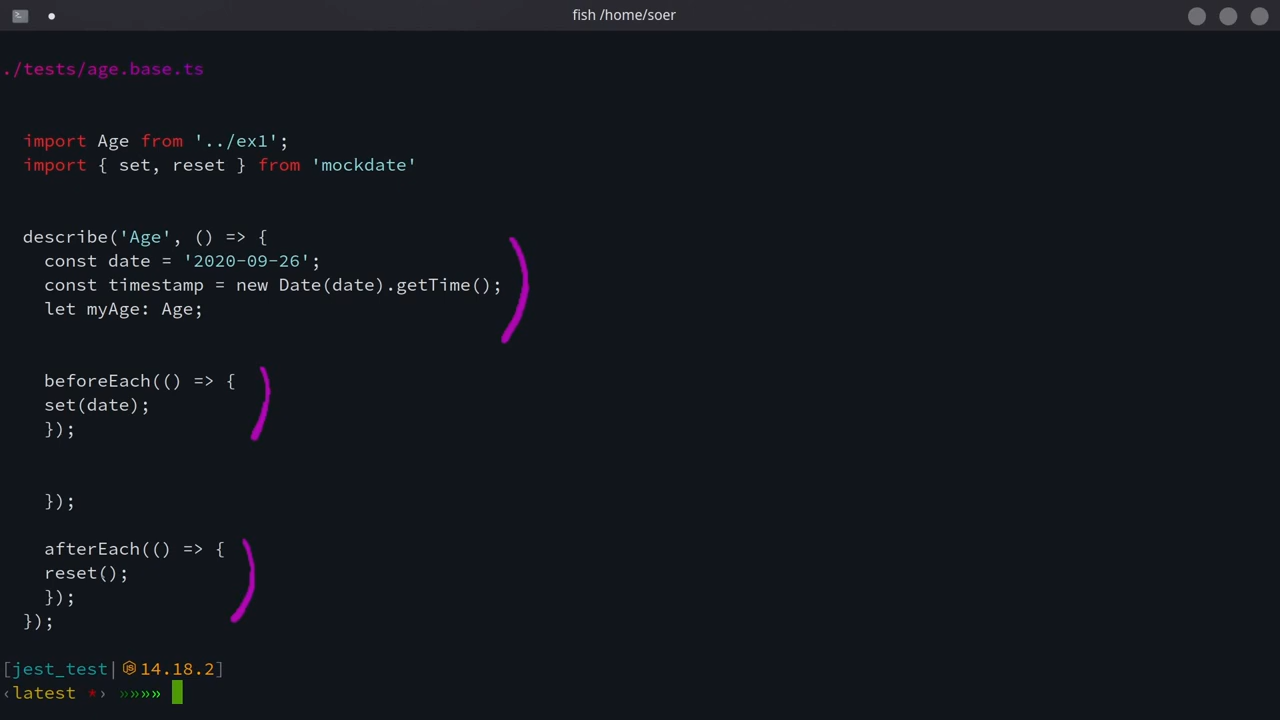 fish /home/soer
./tests/age.base.ts
import Age from '../ex1';
import { set, reset } from 'mockdate'
describe('Age', () => {
const date = '2020-09-26';
const timestamp = new Date(date).getTime();
let myAge: Age;
beforeEach(() => {
set(date);
});
});
afterEach(() => {
reset();
});
});
[jest_test|14.18.2]
‹latest *› »»»»